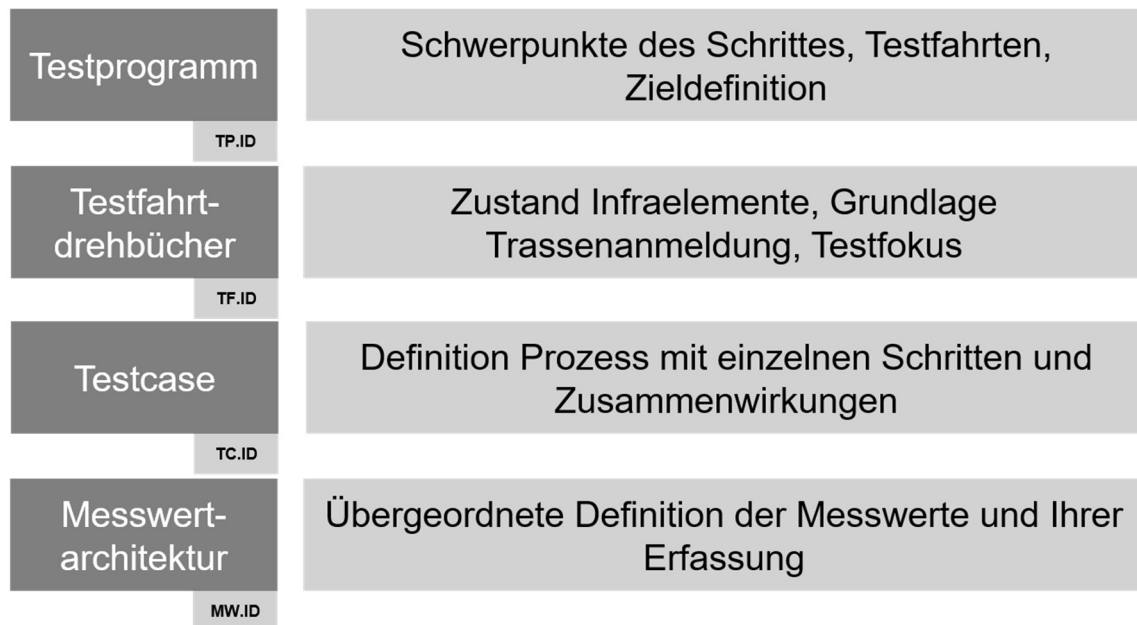 Testprogramm
Schwerpunkte des Schrittes, Testfahrten,
Zieldefinition
TP.ID
Testfahrt-
drehbücher
Zustand Infraelemente, Grundlage
Trassenanmeldung, Testfokus
TF.ID
Testcase
Definition Prozess mit einzelnen Schritten und
Zusammenwirkungen
TC.ID
Messwert-
architektur
Übergeordnete Definition der Messwerte und Ihrer
Erfassung
MW.ID